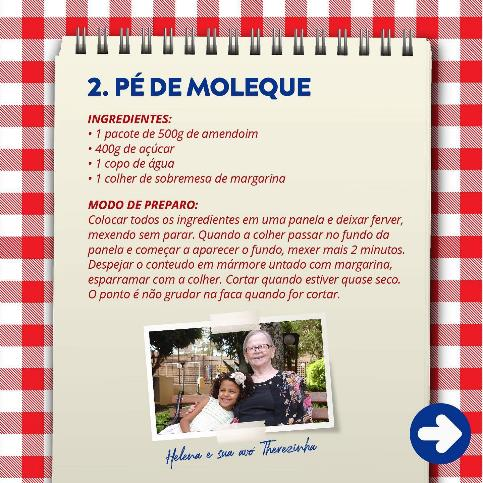 2. PÉ DE MOLEQUE
INGREDIENTES:
• 1 pacote de 500g de amendoim
• 400g de açúcar
• 1 copo de água
• 1 colher de sobremesa de margarina
MODO DE PREPARO:
Colocar todos os ingredientes em uma panela e deixar ferver,
mexendo sem parar. Quando a colher passar no fundo da
panela e começar a aparecer o fundo, mexer mais 2 minutos.
Despejar o conteudo em mármore untado com margarina,
esparramar com a colher. Cortar quando estiver quase seco.
O ponto é não grudar na faca quando for cortar.
Helena e sua avó Therezinha